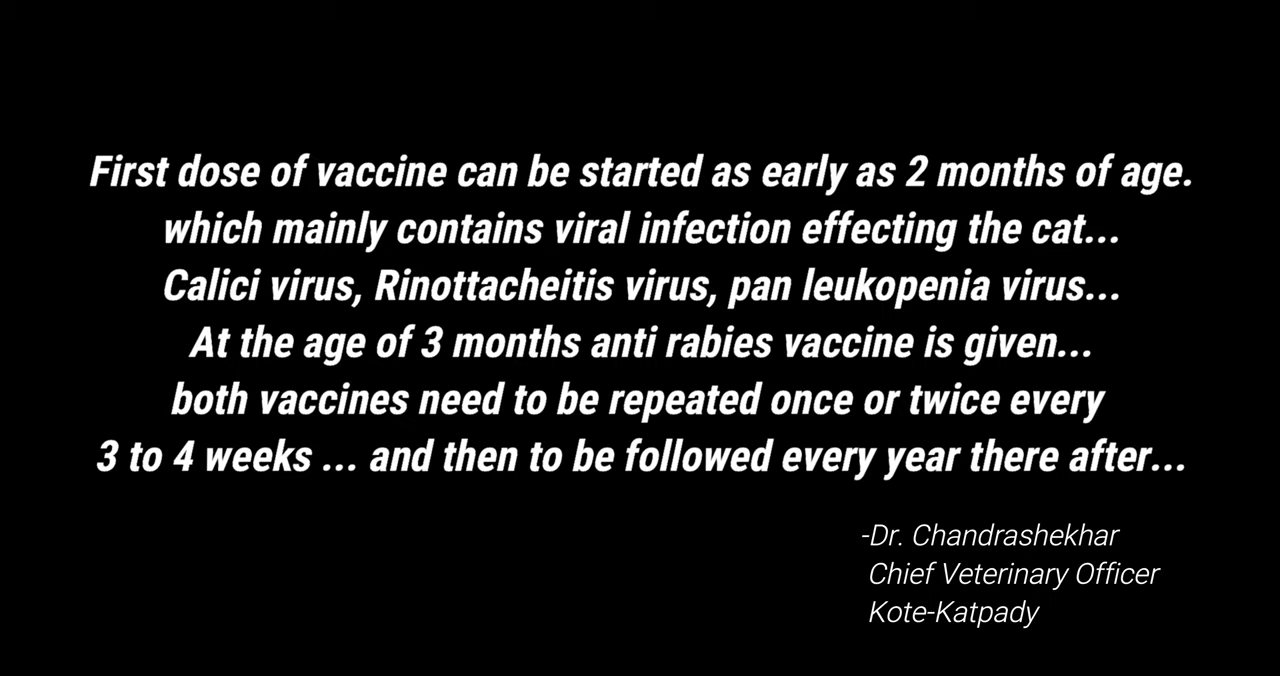 First dose of vaccine can be started as early as 2 months of age.
which mainly contains viral infection effecting the cat...
Calici virus, Rinottacheitis virus, pan leukopenia virus...
At the age of 3 months anti rabies vaccine is given...
both vaccines need to be repeated once or twice every
3 to 4 weeks ... and then to be followed every year there after...
-Dr. Chandrashekhar
Chief Veterinary Officer
Kote-Katpady